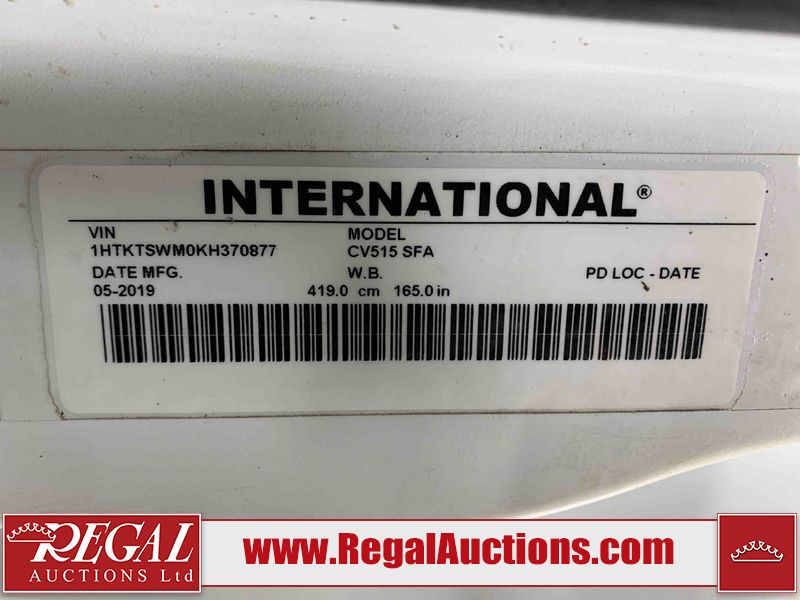 INTERNATIONAL®
VIN MODEL
1HTKTSWM0KH370877 CV515 SFA
DATE MFG. W.B. PD LOC - DATE
05-2019 419.0 cm 165.0 in
REGAL
AUCTIONS Ltd
www.RegalAuctions.com